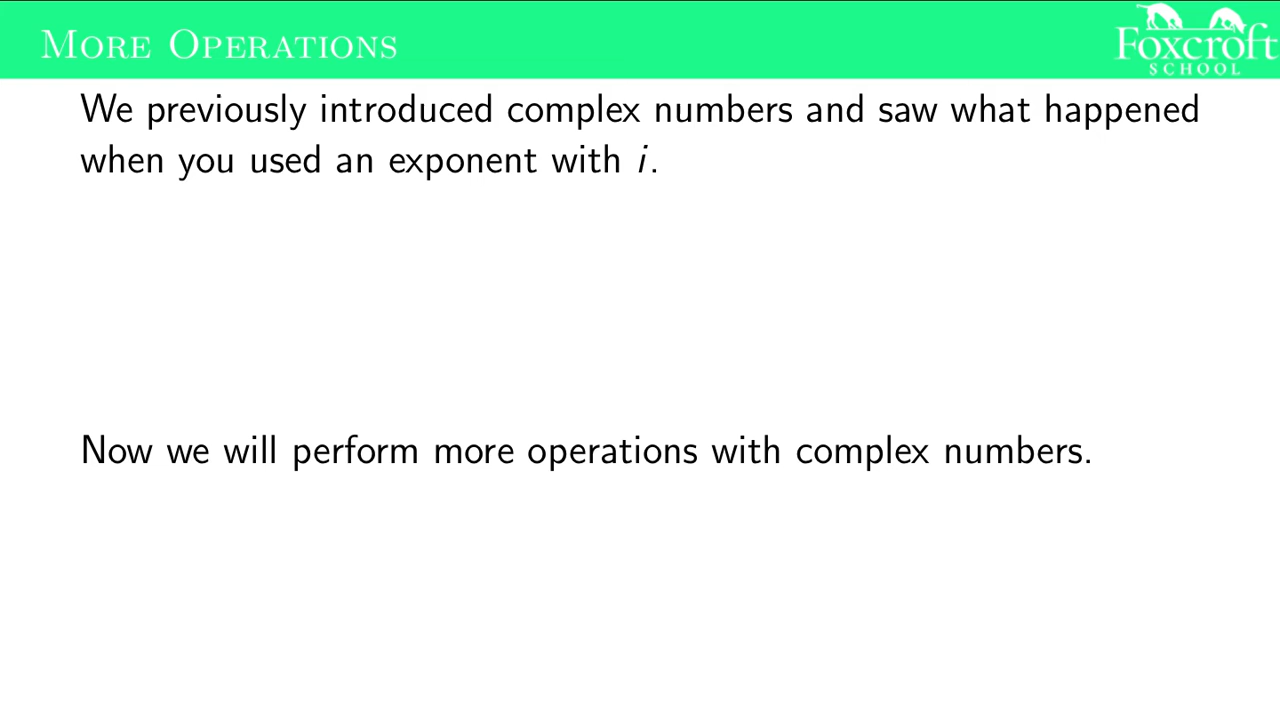 More Operations
Foxcroft
SCHOOL
We previously introduced complex numbers and saw what happened
when you used an exponent with i.
Now we will perform more operations with complex numbers.